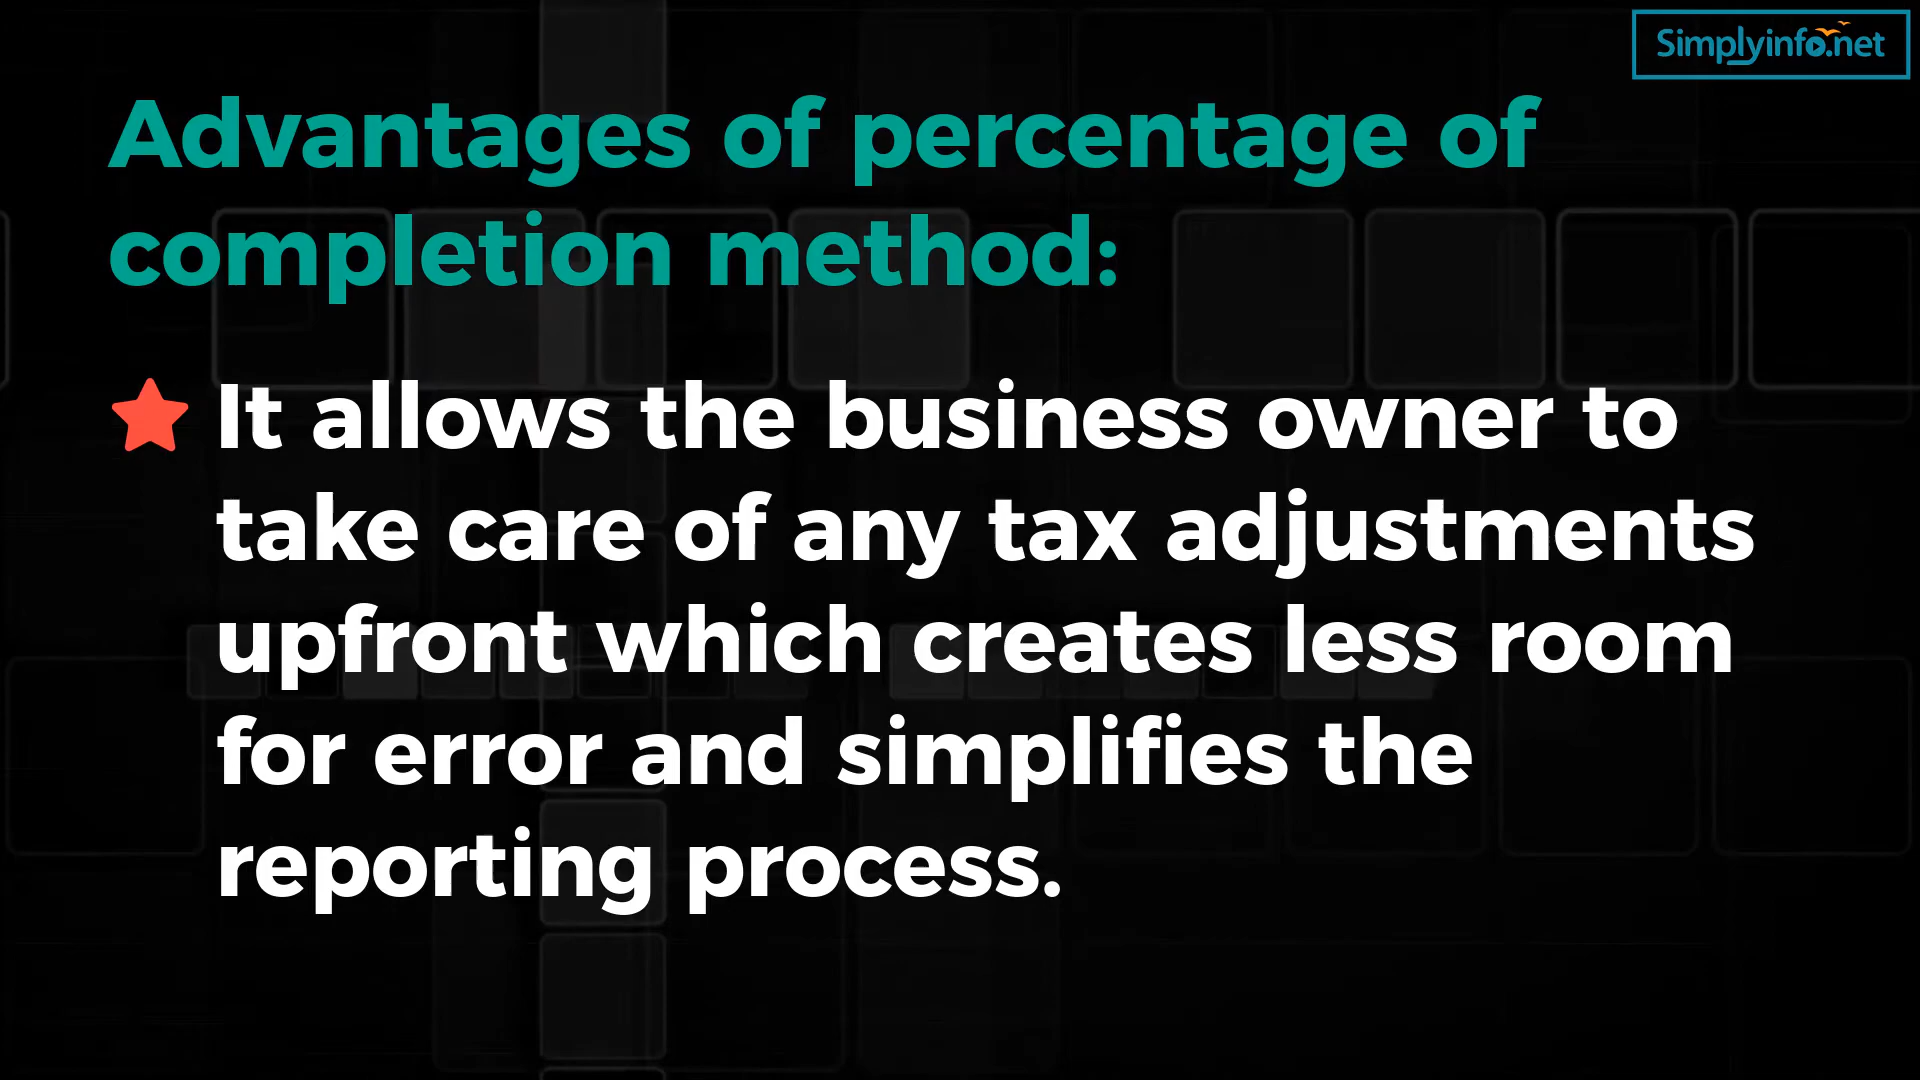 Simplyinfo.net
Advantages of percentage of
completion method:
It allows the business owner to
take care of any tax adjustments
upfront which creates less room
for error and simplifies the
reporting process.